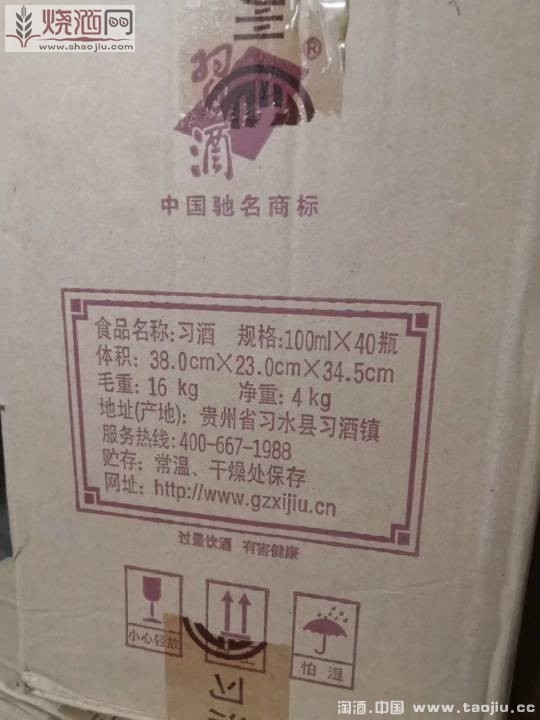 烧酒网
www.shaojiu.com
®
习
酒
中国驰名商标
食品名称:习酒 规格:100ml×40瓶
体积: 38.0cm×23.0cm×34.5cm
毛重: 16 kg 净重: 4 kg
地址(产地): 贵州省习水县习酒镇
服务热线:400-667-1988
贮存: 常温、干燥处保存
网址: http://www.gzxijiu.cn
过量饮酒 有害健康
小心轻放
怕 湿
淘酒.中国 www.taojiu.cc